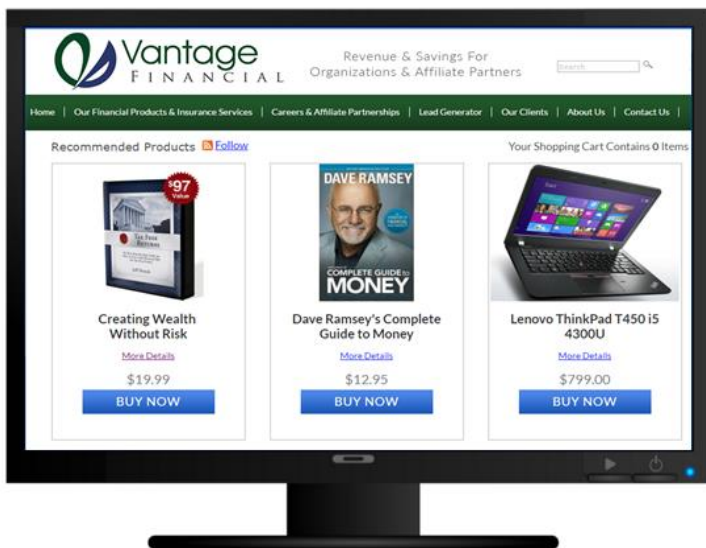 Vantage
FINANCIAL
Revenue & Savings For
Organizations & Affiliate Partners
Search
Home | Our Financial Products & Insurance Services | Careers & Affiliate Partnerships | Lead Generator | Our Clients | About Us | Contact Us |
Recommended Products Follow
Your Shopping Cart Contains 0 Items
$97
Value
TAX FREE
RETURNS
DAVE RAMSEY
COMPLETE GUIDE to
MONEY
Start
Creating Wealth
Without Risk
More Details
$19.99
BUY NOW
Dave Ramsey's Complete
Guide to Money
More Details
$12.95
BUY NOW
Lenovo ThinkPad T450 i5
4300U
More Details
$799.00
BUY NOW